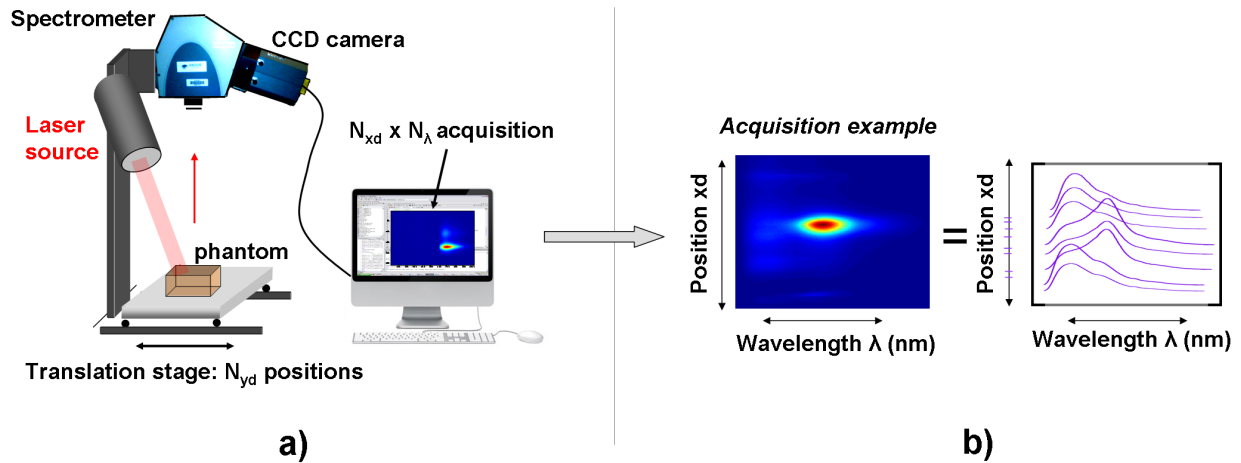 Spectrometer
CCD camera
Laser
source
N_xd x N_λ acquisition
phantom
Translation stage: N_yd positions
a)
Acquisition example
Position xd
Wavelength λ (nm)
=
Position xd
Wavelength λ (nm)
b)